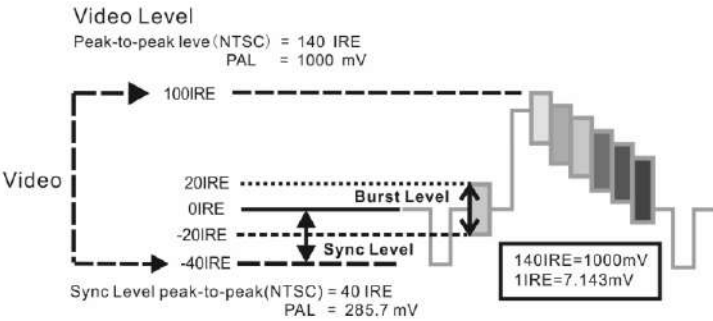 Video Level
Peak-to-peak leve(NTSC) = 140 IRE
PAL = 1000 mV
100IRE
Video
20IRE
Burst Level
0IRE
-20IRE
Sync Level
-40IRE
140IRE=1000mV
1IRE=7.143mV
Sync Level peak-to-peak(NTSC) = 40 IRE
PAL = 285.7 mV